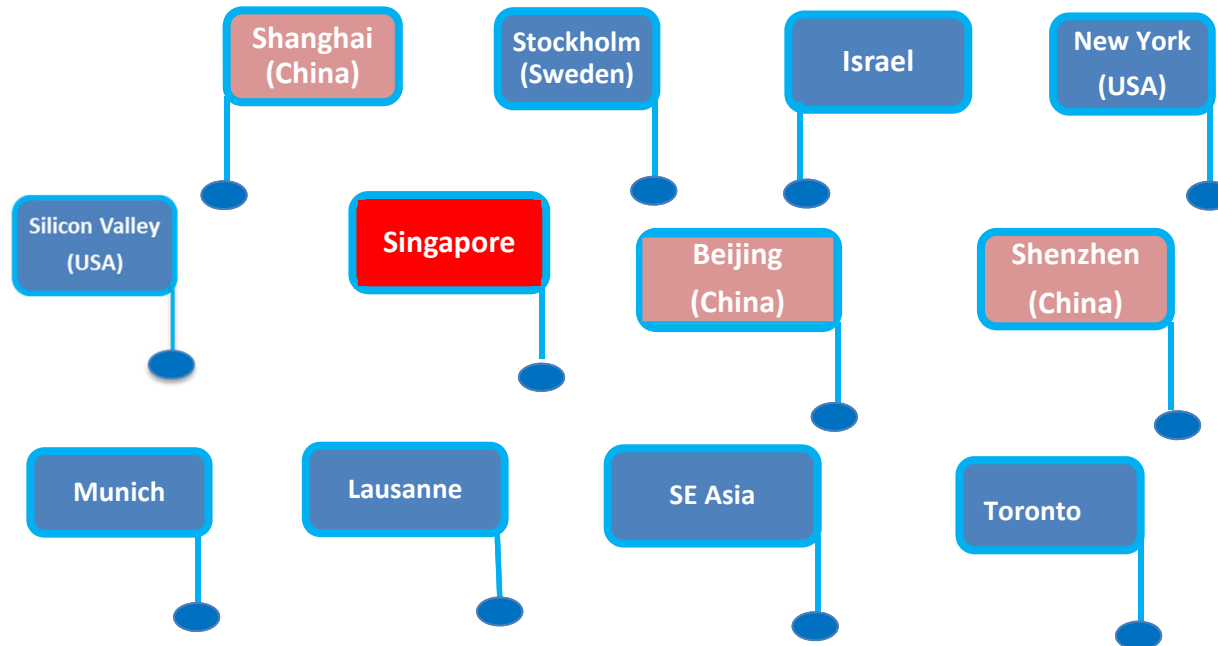 Shanghai
(China)
Stockholm
(Sweden)
Israel
New York
(USA)
Silicon Valley
(USA)
Singapore
Beijing
(China)
Shenzhen
(China)
Munich
Lausanne
SE Asia
Toronto